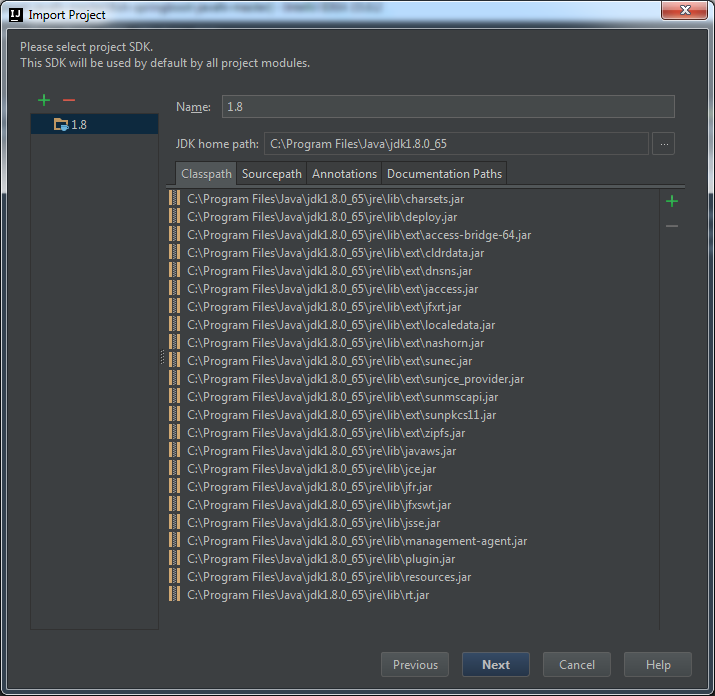 IJ Import Project
Please select project SDK.
This SDK will be used by default by all project modules.
1.8
Name: 1.8
JDK home path: C:\Program Files\Java\jdk1.8.0_65 ...
Classpath Sourcepath Annotations Documentation Paths
C:\Program Files\Java\jdk1.8.0_65\jre\lib\charsets.jar
C:\Program Files\Java\jdk1.8.0_65\jre\lib\deploy.jar
C:\Program Files\Java\jdk1.8.0_65\jre\lib\ext\access-bridge-64.jar
C:\Program Files\Java\jdk1.8.0_65\jre\lib\ext\cldrdata.jar
C:\Program Files\Java\jdk1.8.0_65\jre\lib\ext\dnsns.jar
C:\Program Files\Java\jdk1.8.0_65\jre\lib\ext\jaccess.jar
C:\Program Files\Java\jdk1.8.0_65\jre\lib\ext\jfxrt.jar
C:\Program Files\Java\jdk1.8.0_65\jre\lib\ext\localedata.jar
C:\Program Files\Java\jdk1.8.0_65\jre\lib\ext\nashorn.jar
C:\Program Files\Java\jdk1.8.0_65\jre\lib\ext\sunec.jar
C:\Program Files\Java\jdk1.8.0_65\jre\lib\ext\sunjce_provider.jar
C:\Program Files\Java\jdk1.8.0_65\jre\lib\ext\sunmscapi.jar
C:\Program Files\Java\jdk1.8.0_65\jre\lib\ext\sunpkcs11.jar
C:\Program Files\Java\jdk1.8.0_65\jre\lib\ext\zipfs.jar
C:\Program Files\Java\jdk1.8.0_65\jre\lib\javaws.jar
C:\Program Files\Java\jdk1.8.0_65\jre\lib\jce.jar
C:\Program Files\Java\jdk1.8.0_65\jre\lib\jfr.jar
C:\Program Files\Java\jdk1.8.0_65\jre\lib\jfxswt.jar
C:\Program Files\Java\jdk1.8.0_65\jre\lib\jsse.jar
C:\Program Files\Java\jdk1.8.0_65\jre\lib\management-agent.jar
C:\Program Files\Java\jdk1.8.0_65\jre\lib\plugin.jar
C:\Program Files\Java\jdk1.8.0_65\jre\lib\resources.jar
C:\Program Files\Java\jdk1.8.0_65\jre\lib\rt.jar
Previous Next Cancel Help